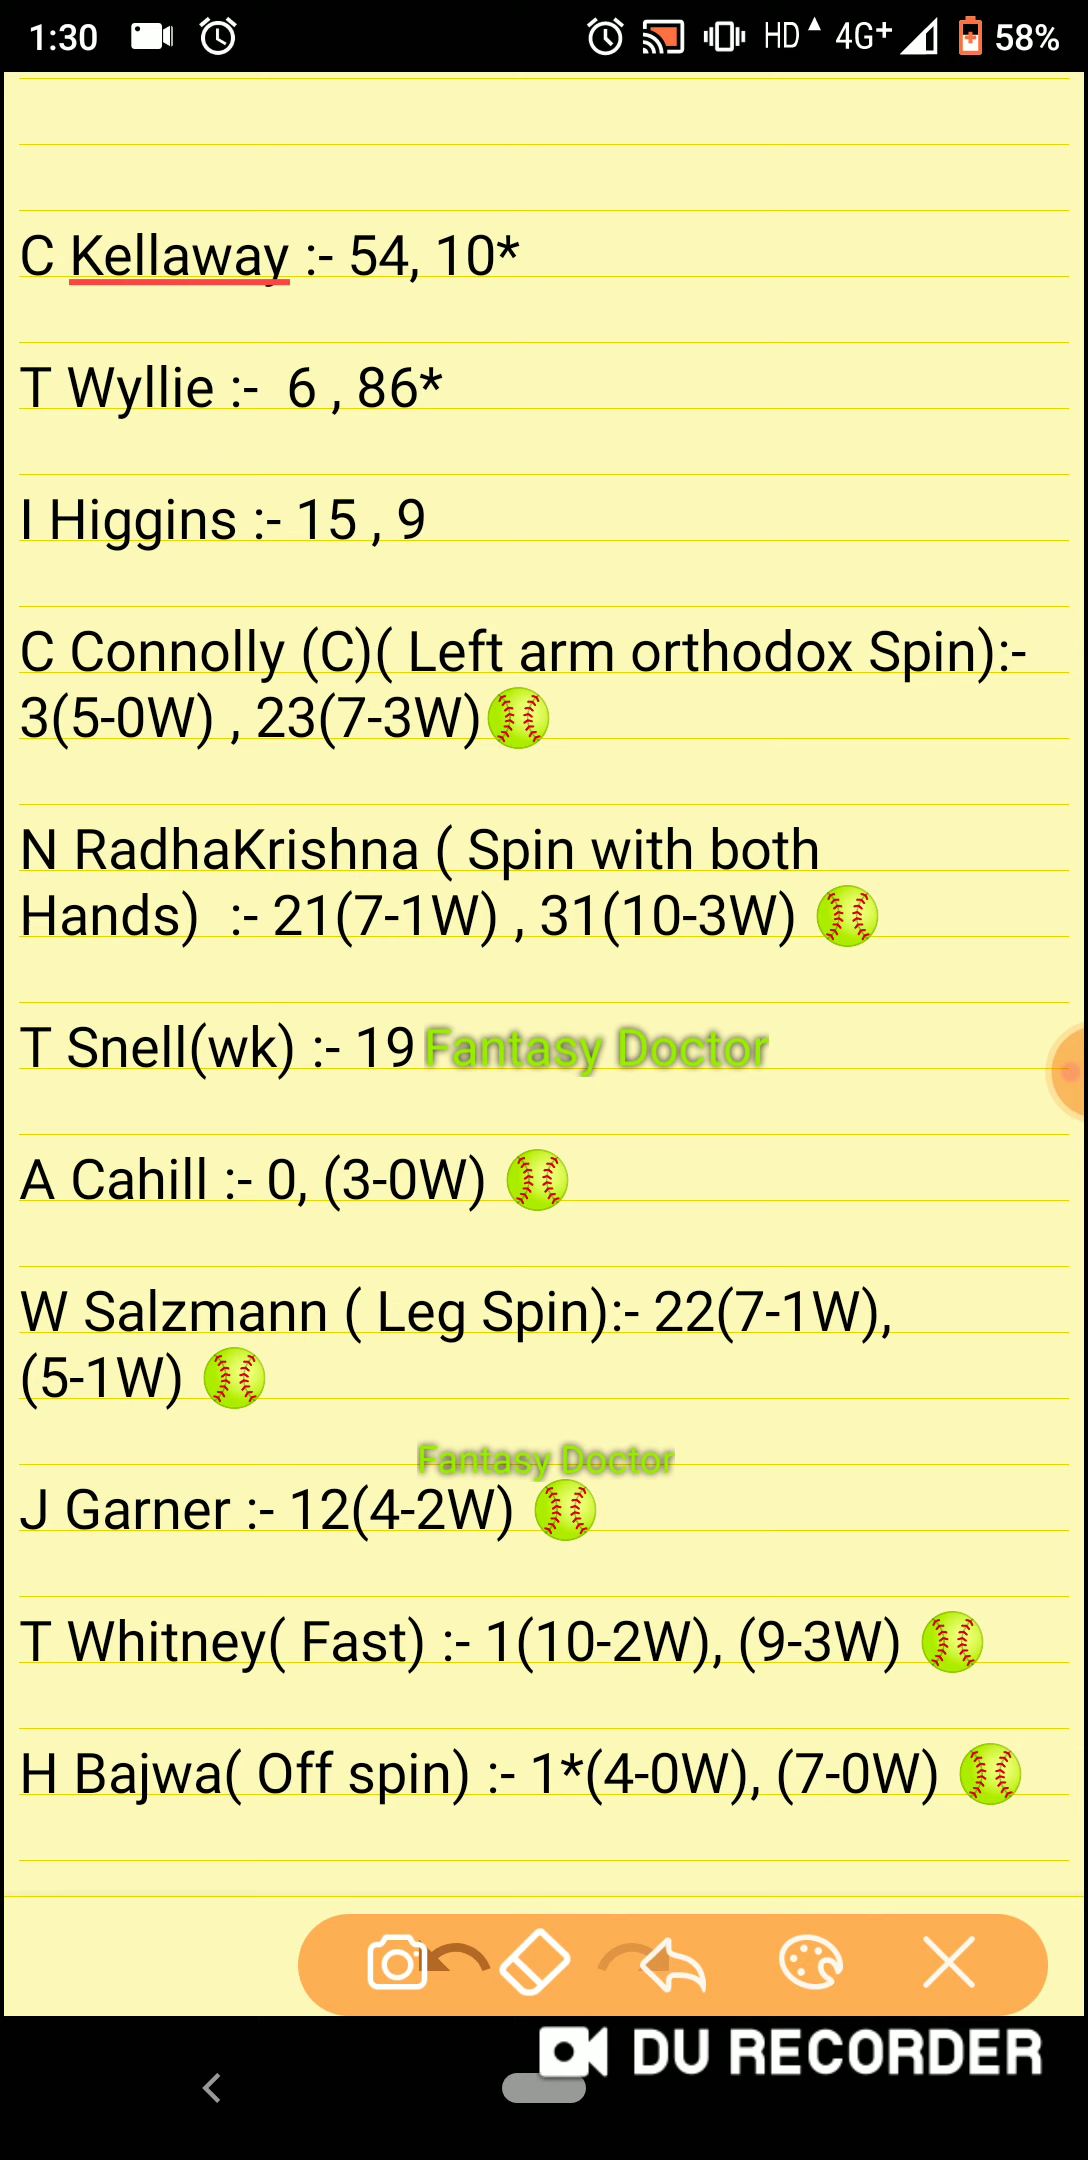 1:30 HD 4G+ 58%
C Kellaway :- 54, 10*
T Wyllie :-  6 , 86*
I Higgins :- 15 , 9
C Connolly (C)( Left arm orthodox Spin):-
3(5-0W) , 23(7-3W)
N RadhaKrishna ( Spin with both
Hands)  :- 21(7-1W) , 31(10-3W)
T Snell(wk) :- 19 Fantasy Doctor
A Cahill :- 0, (3-0W)
W Salzmann ( Leg Spin):- 22(7-1W),
(5-1W)
Fantasy Doctor
J Garner :- 12(4-2W)
T Whitney( Fast) :- 1(10-2W), (9-3W)
H Bajwa( Off spin) :- 1*(4-0W), (7-0W)
DU RECORDER